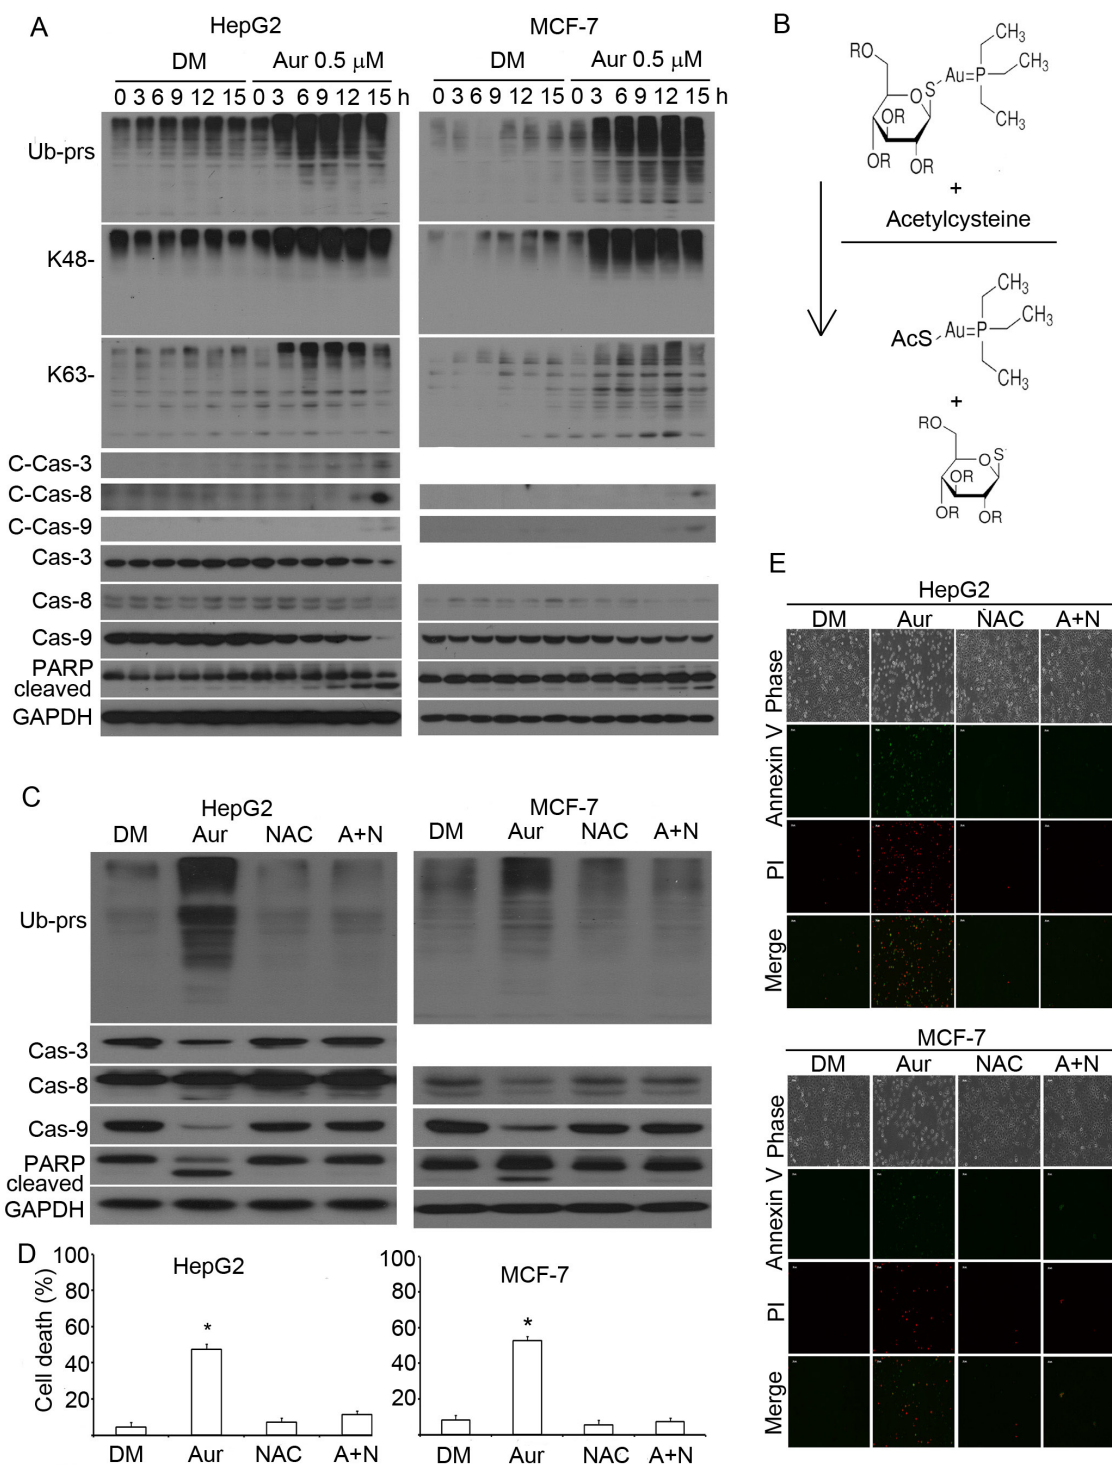 A
HepG2
MCF-7
DM
Aur 0.5 μM
DM
Aur 0.5 μM
0 3 6 9 12 15 0 3 6 9 12 15 h
0 3 6 9 12 15 0 3 6 9 12 15 h
Ub-prs
K48-
K63-
C-Cas-3
C-Cas-8
C-Cas-9
Cas-3
Cas-8
Cas-9
PARP
cleaved
GAPDH
B
RO
OR
OR
OR
O
S
Au=P
CH3
CH3
CH3
+
Acetylcysteine
AcS
Au=P
CH3
CH3
CH3
+
RO
O
S
OR
OR
OR
C
HepG2
MCF-7
DM Aur NAC A+N
DM Aur NAC A+N
Ub-prs
Cas-3
Cas-8
Cas-9
PARP
cleaved
GAPDH
D
Cell death (%)
100
80
60
40
20
HepG2
*
DM Aur NAC A+N
100
80
60
40
20
MCF-7
*
DM Aur NAC A+N
E
HepG2
DM Aur NAC A+N
Phase
Annexin V
PI
Merge
MCF-7
DM Aur NAC A+N
Phase
Annexin V
PI
Merge